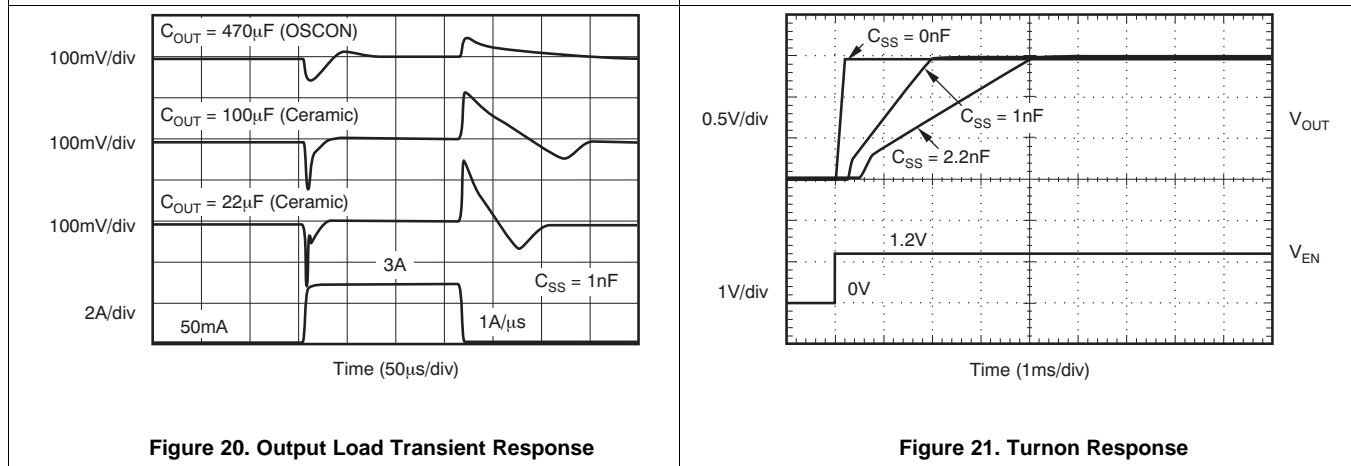 C_OUT = 470μF (OSCON)
100mV/div
C_OUT = 100μF (Ceramic)
100mV/div
C_OUT = 22μF (Ceramic)
100mV/div
3A
C_SS = 1nF
2A/div
50mA
1A/μs
Time (50μs/div)
Figure 20. Output Load Transient Response
C_SS = 0nF
0.5V/div
C_SS = 1nF
V_OUT
C_SS = 2.2nF
1.2V
V_EN
1V/div
0V
Time (1ms/div)
Figure 21. Turnon Response